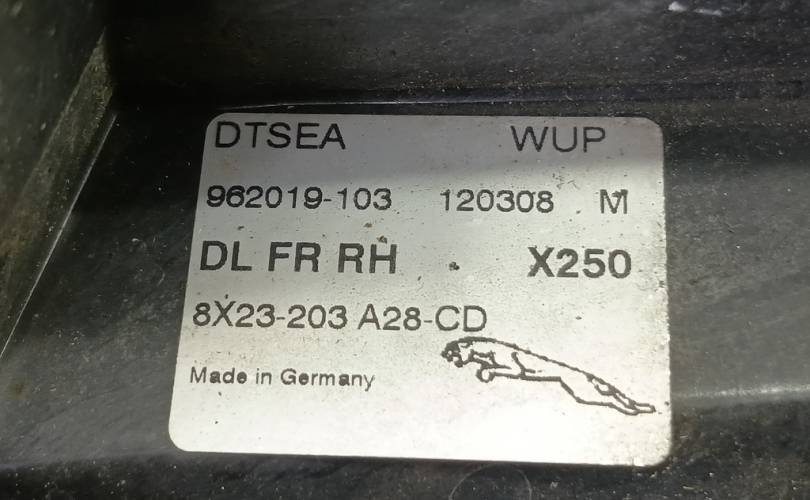 DTSEA WUP
962019-103 120308 M
DL FR RH X250
8X23-203 A28-CD
Made in Germany